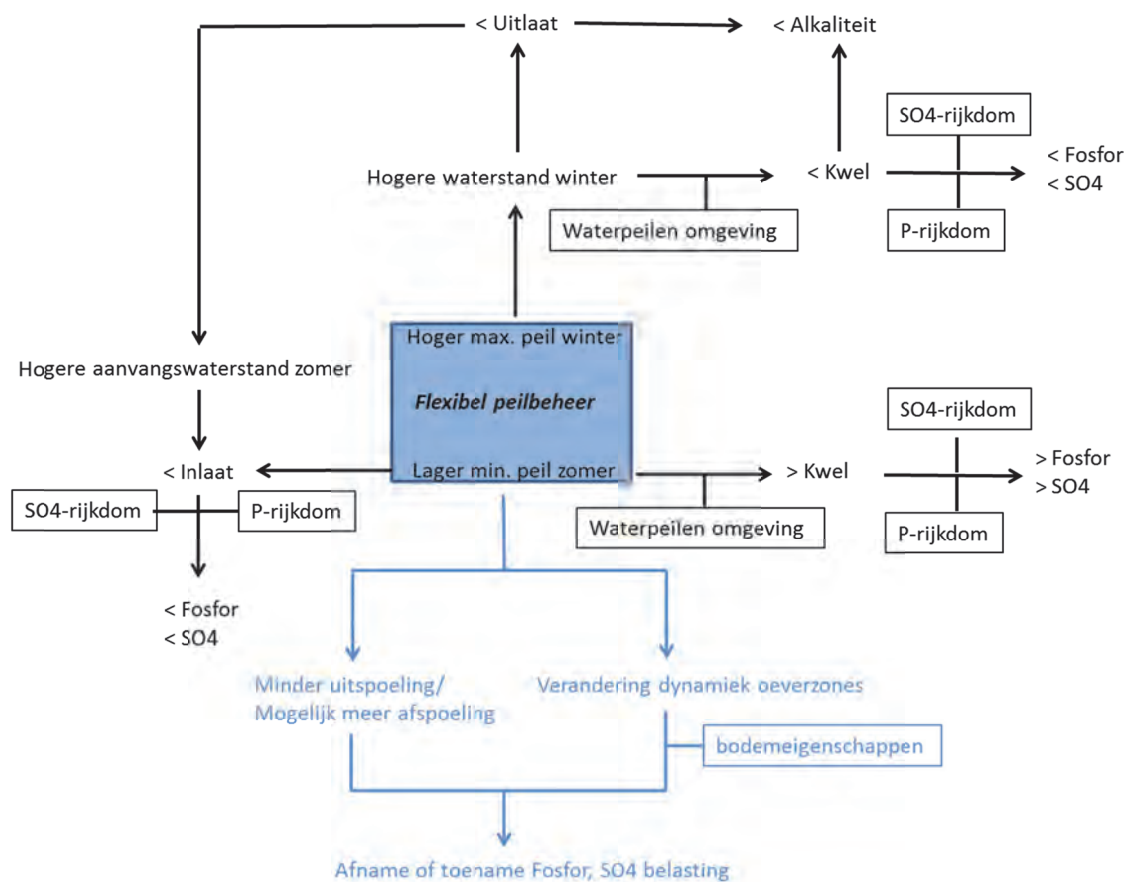 < Uitlaat
< Alkaliteit
SO4-rijkdom
Hogere waterstand winter
< Kwel
< Fosfor
< SO4
Waterpeilen omgeving
P-rijkdom
Hoger max. peil winter
Hogere aanvangswaterstand zomer
Flexibel peilbeheer
SO4-rijkdom
< Inlaat
Lager min. peil zomer
> Kwel
> Fosfor
> SO4
SO4-rijkdom
P-rijkdom
Waterpeilen omgeving
P-rijkdom
< Fosfor
< SO4
Minder uitspoeling/
Mogelijk meer afspoeling
Verandering dynamiek oeverzones
bodemeigenschappen
Afname of toename Fosfor, SO4 belasting